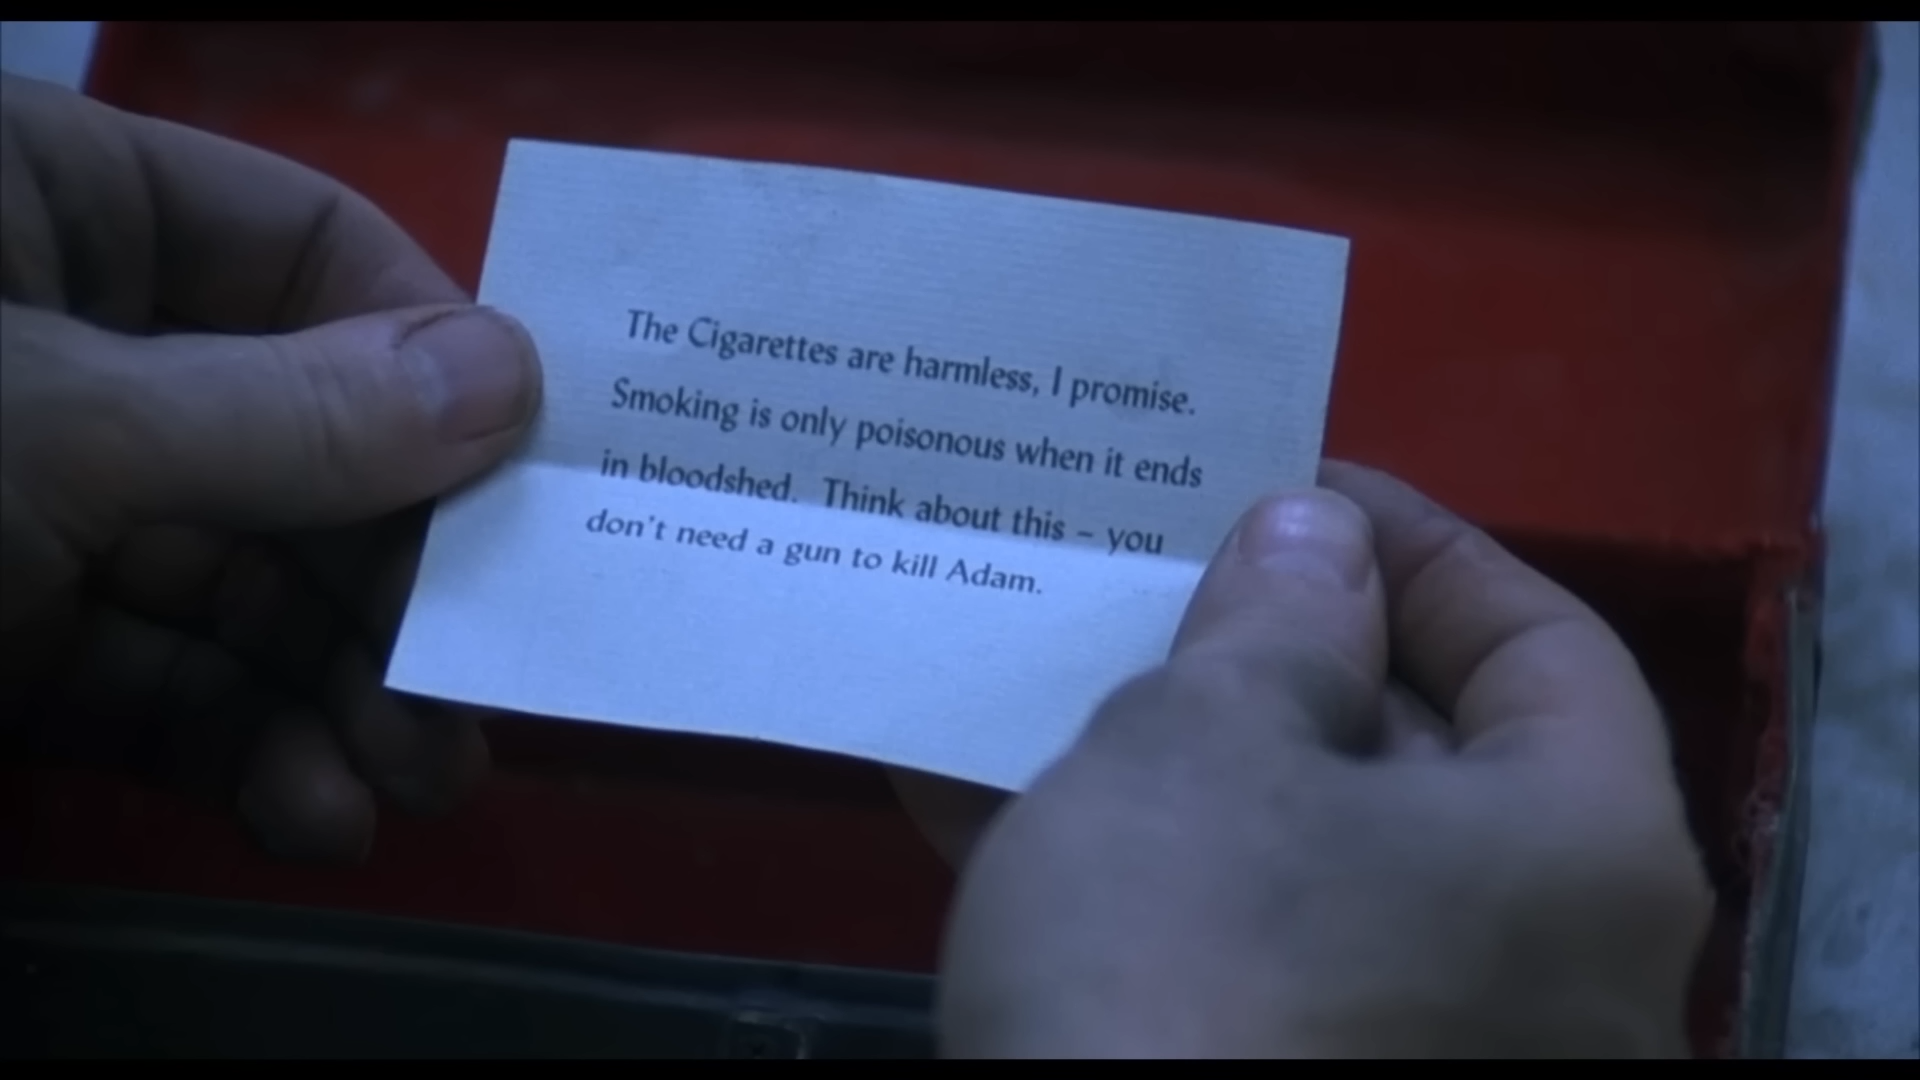 The Cigarettes are harmless, I promise.
Smoking is only poisonous when it ends
in bloodshed. Think about this – you
don't need a gun to kill Adam.